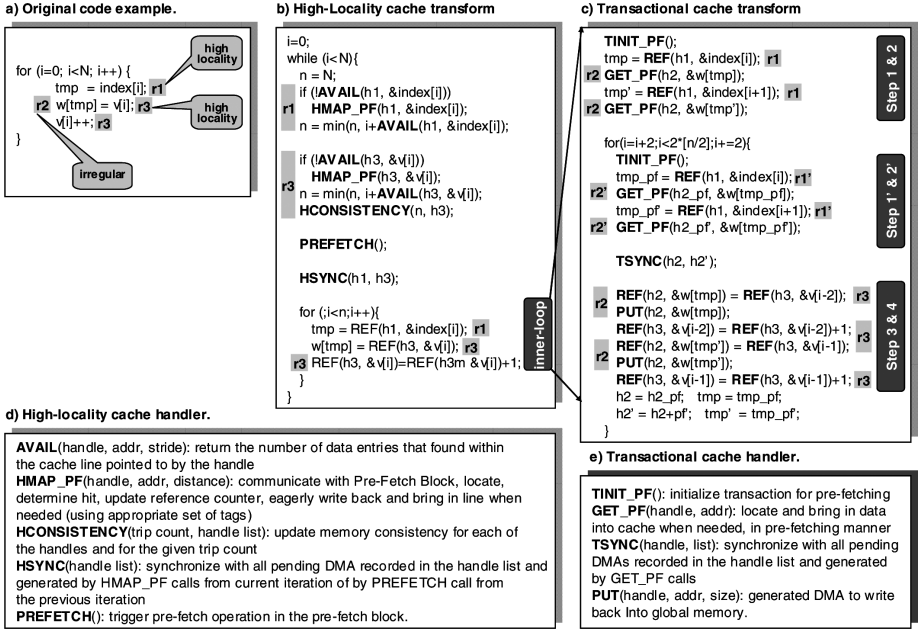 a) Original code example.
for (i=0; i<N; i++) {
tmp = index[i]; r1
r2 w[tmp] = v[i]; r3
v[i]++; r3
}
high
locality
high
locality
irregular
b) High-Locality cache transform
i=0;
while (i<N){
n = N;
if (!AVAIL(h1, &index[i]))
r1 HMAP_PF(h1, &index[i]);
n = min(n, i+AVAIL(h1, &index[i]);
if (!AVAIL(h3, &v[i]))
HMAP_PF(h3, &v[i]);
r3
n = min(n, i+AVAIL(h3, &v[i]);
HCONSISTENCY(n, h3);
PREFETCH();
HSYNC(h1, h3);
for (;i<n;i++){
tmp = REF(h1, &index[i]); r1
w[tmp] = REF(h3, &v[i]); r3
r3 REF(h3, &v[i])=REF(h3m &v[i])+1;
}
}
inner-loop
c) Transactional cache transform
TINIT_PF();
tmp = REF(h1, &index[i]); r1
r2 GET_PF(h2, &w[tmp]);
tmp' = REF(h1, &index[i+1]); r1
r2 GET_PF(h2, &w[tmp']);
Step 1 & 2
for(i=i+2;i<2*[n/2];i+=2){
TINIT_PF();
tmp_pf = REF(h1, &index[i]); r1'
r2' GET_PF(h2_pf, &w[tmp_pf]);
tmp_pf' = REF(h1, &index[i+1]); r1'
r2' GET_PF(h2_pf', &w[tmp_pf']);
Step 1' & 2'
TSYNC(h2, h2');
REF(h2, &w[tmp]) = REF(h3, &v[i-2]); r3
r2
PUT(h2, &w[tmp]);
REF(h3, &v[i-2]) = REF(h3, &v[i-2])+1;
r3
REF(h2, &w[tmp']) = REF(h3, &v[i-1]);
r2
PUT(h2, &w[tmp']);
REF(h3, &v[i-1]) = REF(h3, &v[i-1])+1; r3
h2 = h2_pf; tmp = tmp_pf;
h2' = h2+pf'; tmp' = tmp_pf';
}
Step 3 & 4
d) High-locality cache handler.
AVAIL(handle, addr, stride): return the number of data entries that found within
the cache line pointed to by the handle
HMAP_PF(handle, addr, distance): communicate with Pre-Fetch Block, locate,
determine hit, update reference counter, eagerly write back and bring in line when
needed (using appropriate set of tags)
HCONSISTENCY(trip count, handle list): update memory consistency for each of
the handles and for the given trip count
HSYNC(handle list): synchronize with all pending DMA recorded in the handle list and
generated by HMAP_PF calls from current iteration of by PREFETCH call from
the previous iteration
PREFETCH(): trigger pre-fetch operation in the pre-fetch block.
e) Transactional cache handler.
TINIT_PF(): initialize transaction for pre-fetching
GET_PF(handle, addr): locate and bring in data
into cache when needed, in pre-fetching manner
TSYNC(handle, list): synchronize with all pending
DMAs recorded in the handle list and generated
by GET_PF calls
PUT(handle, addr, size): generated DMA to write
back Into global memory.